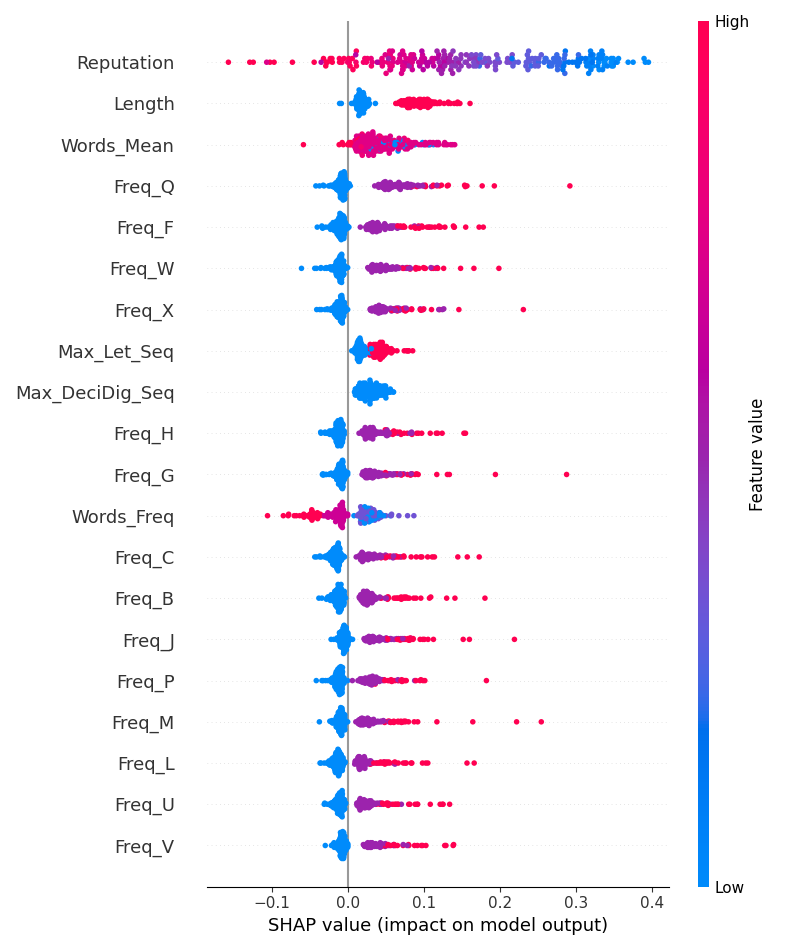 High
Reputation
Length
Words_Mean
Freq_Q
Freq_F
Freq_W
Freq_X
Max_Let_Seq
Max_DeciDig_Seq
Freq_H
Freq_G
Words_Freq
Freq_C
Freq_B
Freq_J
Freq_P
Freq_M
Freq_L
Freq_U
Freq_V
Feature value
Low
−0.1 0.0 0.1 0.2 0.3 0.4
SHAP value (impact on model output)